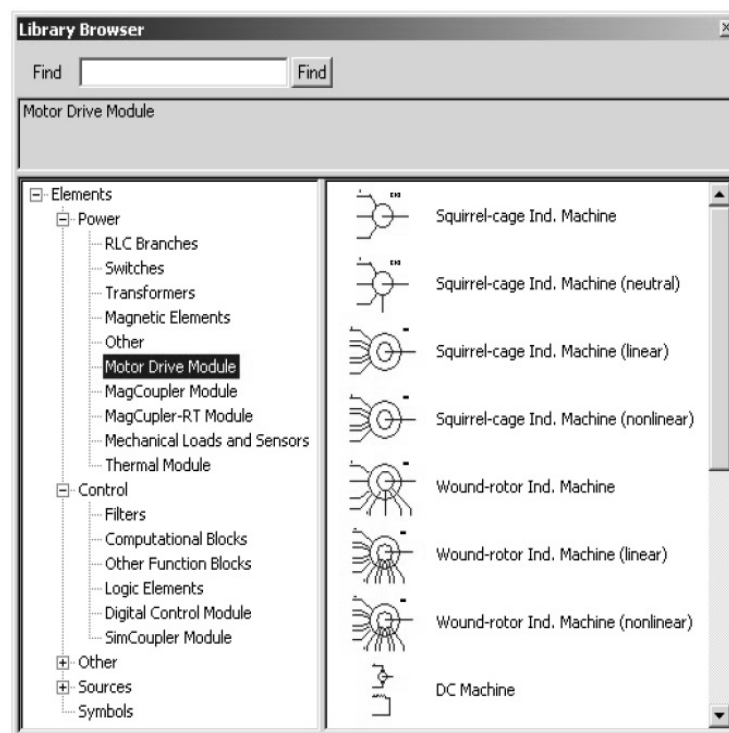 Library Browser
Find
Find
Motor Drive Module
Elements
Power
RLC Branches
Switches
Transformers
Magnetic Elements
Other
Motor Drive Module
MagCoupler Module
MagCupler-RT Module
Mechanical Loads and Sensors
Thermal Module
Control
Filters
Computational Blocks
Other Function Blocks
Logic Elements
Digital Control Module
SimCoupler Module
Other
Sources
Symbols
Squirrel-cage Ind. Machine
Squirrel-cage Ind. Machine (neutral)
Squirrel-cage Ind. Machine (linear)
Squirrel-cage Ind. Machine (nonlinear)
Wound-rotor Ind. Machine
Wound-rotor Ind. Machine (linear)
Wound-rotor Ind. Machine (nonlinear)
DC Machine